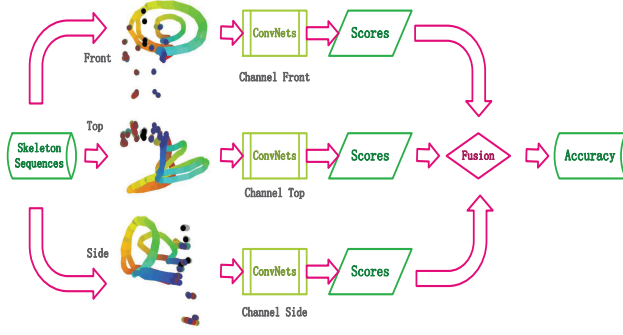 Front
ConvNets
Scores
Channel Front
Top
Skeleton
Sequences
ConvNets
Scores
Fusion
Accuracy
Channel Top
Side
ConvNets
Scores
Channel Side